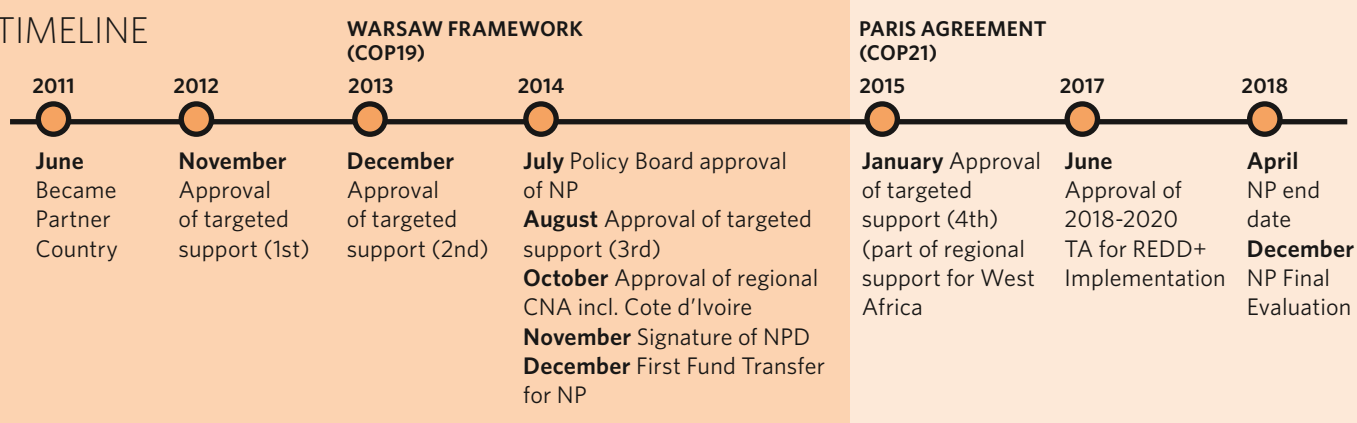 TIMELINE
WARSAW FRAMEWORK
(COP19)
PARIS AGREEMENT
(COP21)
2011
June
Became
Partner
Country
2012
November
Approval
of targeted
support (1st)
2013
December
Approval
of targeted
support (2nd)
2014
July Policy Board approval
of NP
August Approval of targeted
support (3rd)
October Approval of regional
CNA incl. Cote d'Ivoire
November Signature of NPD
December First Fund Transfer
for NP
2015
January Approval
of targeted
support (4th)
(part of regional
support for West
Africa
2017
June
Approval of
2018-2020
TA for REDD+
Implementation
2018
April
NP end
date
December
NP Final
Evaluation